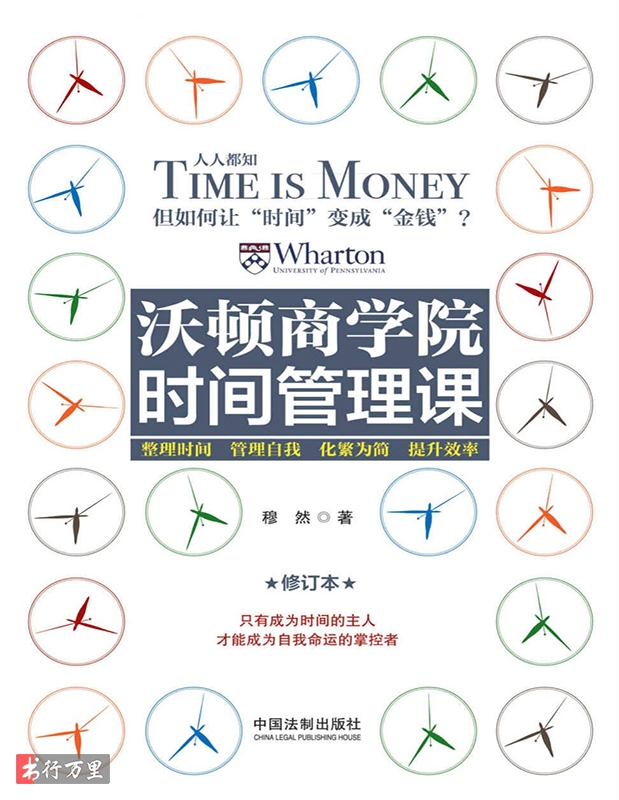 人人都知
TIME IS MONEY
但如何让“时间”变成“金钱”？
Wharton
UNIVERSITY of PENNSYLVANIA
沃顿商学院
时间管理课
整理时间 管理自我 化繁为简 提升效率
穆 然 ◎ 著
★修订本★
只有成为时间的主人
才能成为自我命运的掌控者
中国法制出版社
CHINA LEGAL PUBLISHING HOUSE
书行万里